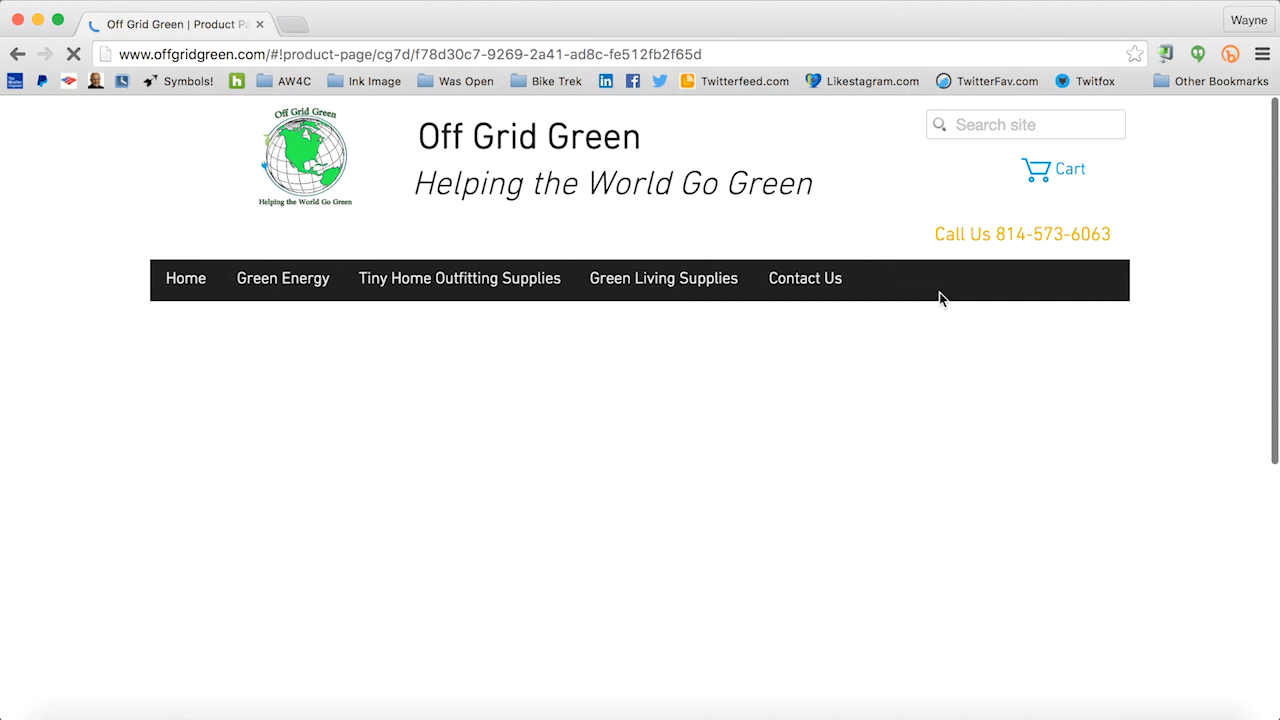 Off Grid Green | Product Pa
Wayne
www.offgridgreen.com/#!product-page/cg7d/f78d30c7-9269-2a41-ad8c-fe512fb2f65d
Symbols! AW4C Ink Image Was Open Bike Trek Twitterfeed.com Likestagram.com TwitterFav.com Twitfox Other Bookmarks
Off Grid Green
Helping the World Go Green
Off Grid Green
Helping the World Go Green
Search site
Cart
Call Us 814-573-6063
Home Green Energy Tiny Home Outfitting Supplies Green Living Supplies Contact Us